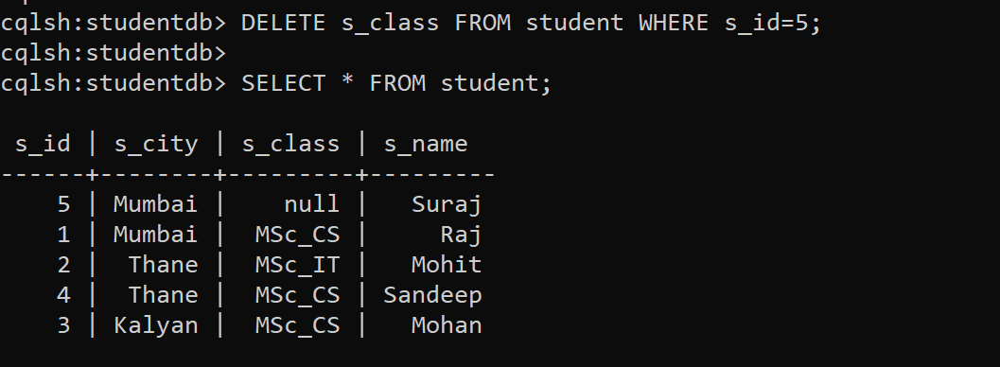 cqlsh:studentdb> DELETE s_class FROM student WHERE s_id=5;
cqlsh:studentdb>
cqlsh:studentdb> SELECT * FROM student;
 s_id | s_city | s_class | s_name
------+--------+---------+---------
    5 | Mumbai |    null |   Suraj
    1 | Mumbai |  MSc_CS |     Raj
    2 |  Thane |  MSc_IT |   Mohit
    4 |  Thane |  MSc_CS | Sandeep
    3 | Kalyan |  MSc_CS |   Mohan